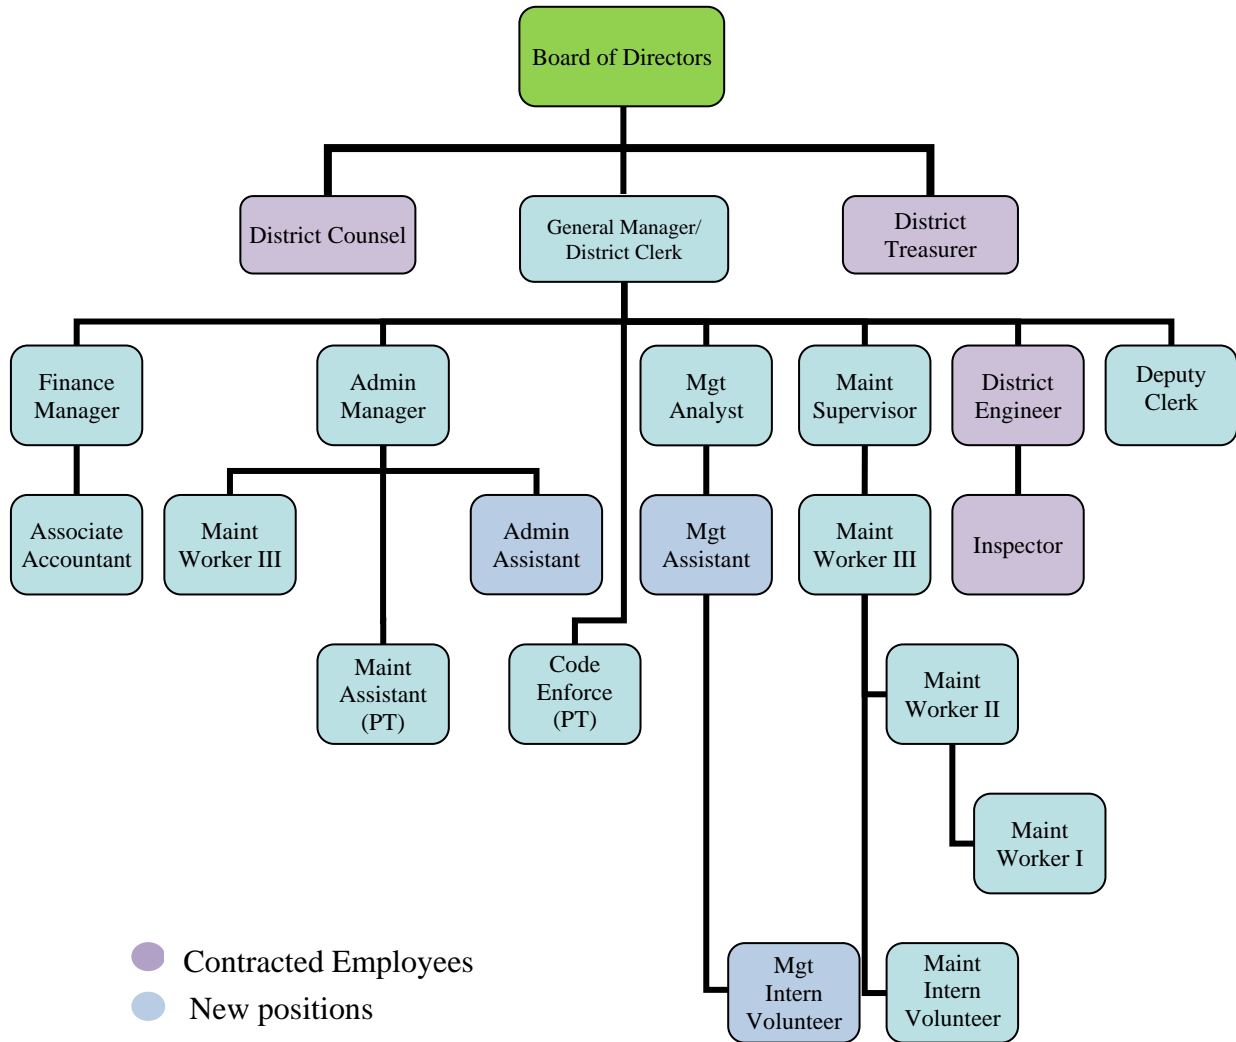 Board of Directors
District Counsel
General Manager/
District Clerk
District
Treasurer
Finance
Manager
Admin
Manager
Mgt
Analyst
Maint
Supervisor
District
Engineer
Deputy
Clerk
Associate
Accountant
Maint
Worker III
Admin
Assistant
Mgt
Assistant
Maint
Worker III
Inspector
Maint
Assistant
(PT)
Code
Enforce
(PT)
Maint
Worker II
Maint
Worker I
Contracted Employees
New positions
Mgt
Intern
Volunteer
Maint
Intern
Volunteer